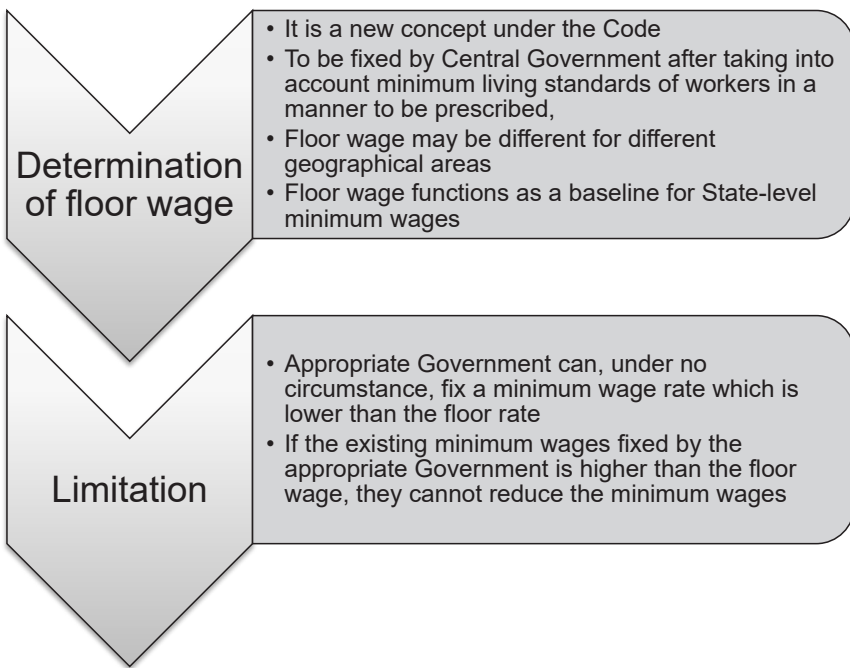 Determination
of floor wage
• It is a new concept under the Code
• To be fixed by Central Government after taking into
account minimum living standards of workers in a
manner to be prescribed,
• Floor wage may be different for different
geographical areas
• Floor wage functions as a baseline for State-level
minimum wages
Limitation
• Appropriate Government can, under no
circumstance, fix a minimum wage rate which is
lower than the floor rate
• If the existing minimum wages fixed by the
appropriate Government is higher than the floor
wage, they cannot reduce the minimum wages